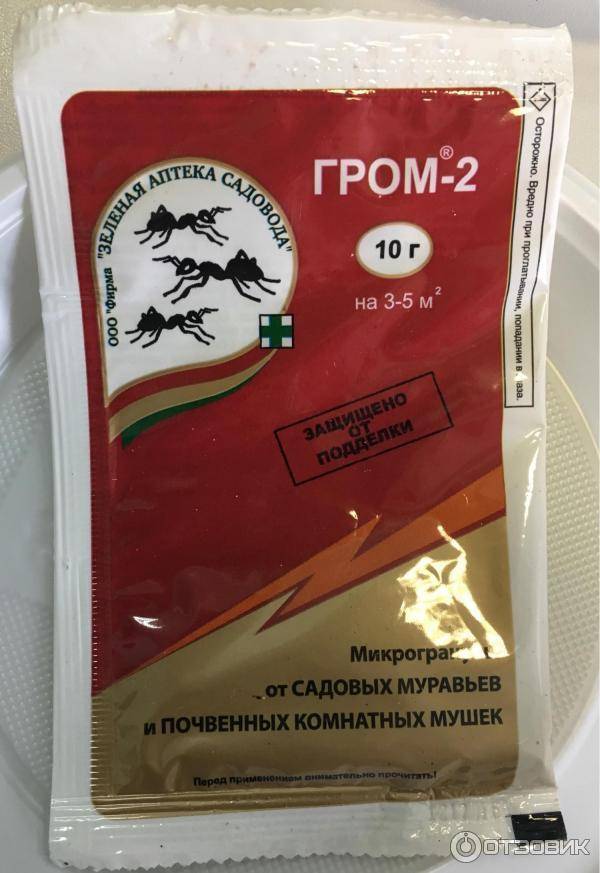 ООО "Фирма "ЗЕЛЕНАЯ АПТЕКА САДОВОДА"
ГРОМ®-2
10 г
на 3-5 м²
ЗАЩИЩЕНО
ОТ
ПОДДЕЛКИ
от САДОВЫХ МУРАВЬЕВ
и ПОЧВЕННЫХ КОМНАТНЫХ МУШЕК
Перед применением внимательно прочитать!
Осторожно. Вредно при проглатывании, попадании в глаза.
ОТЗОВИК